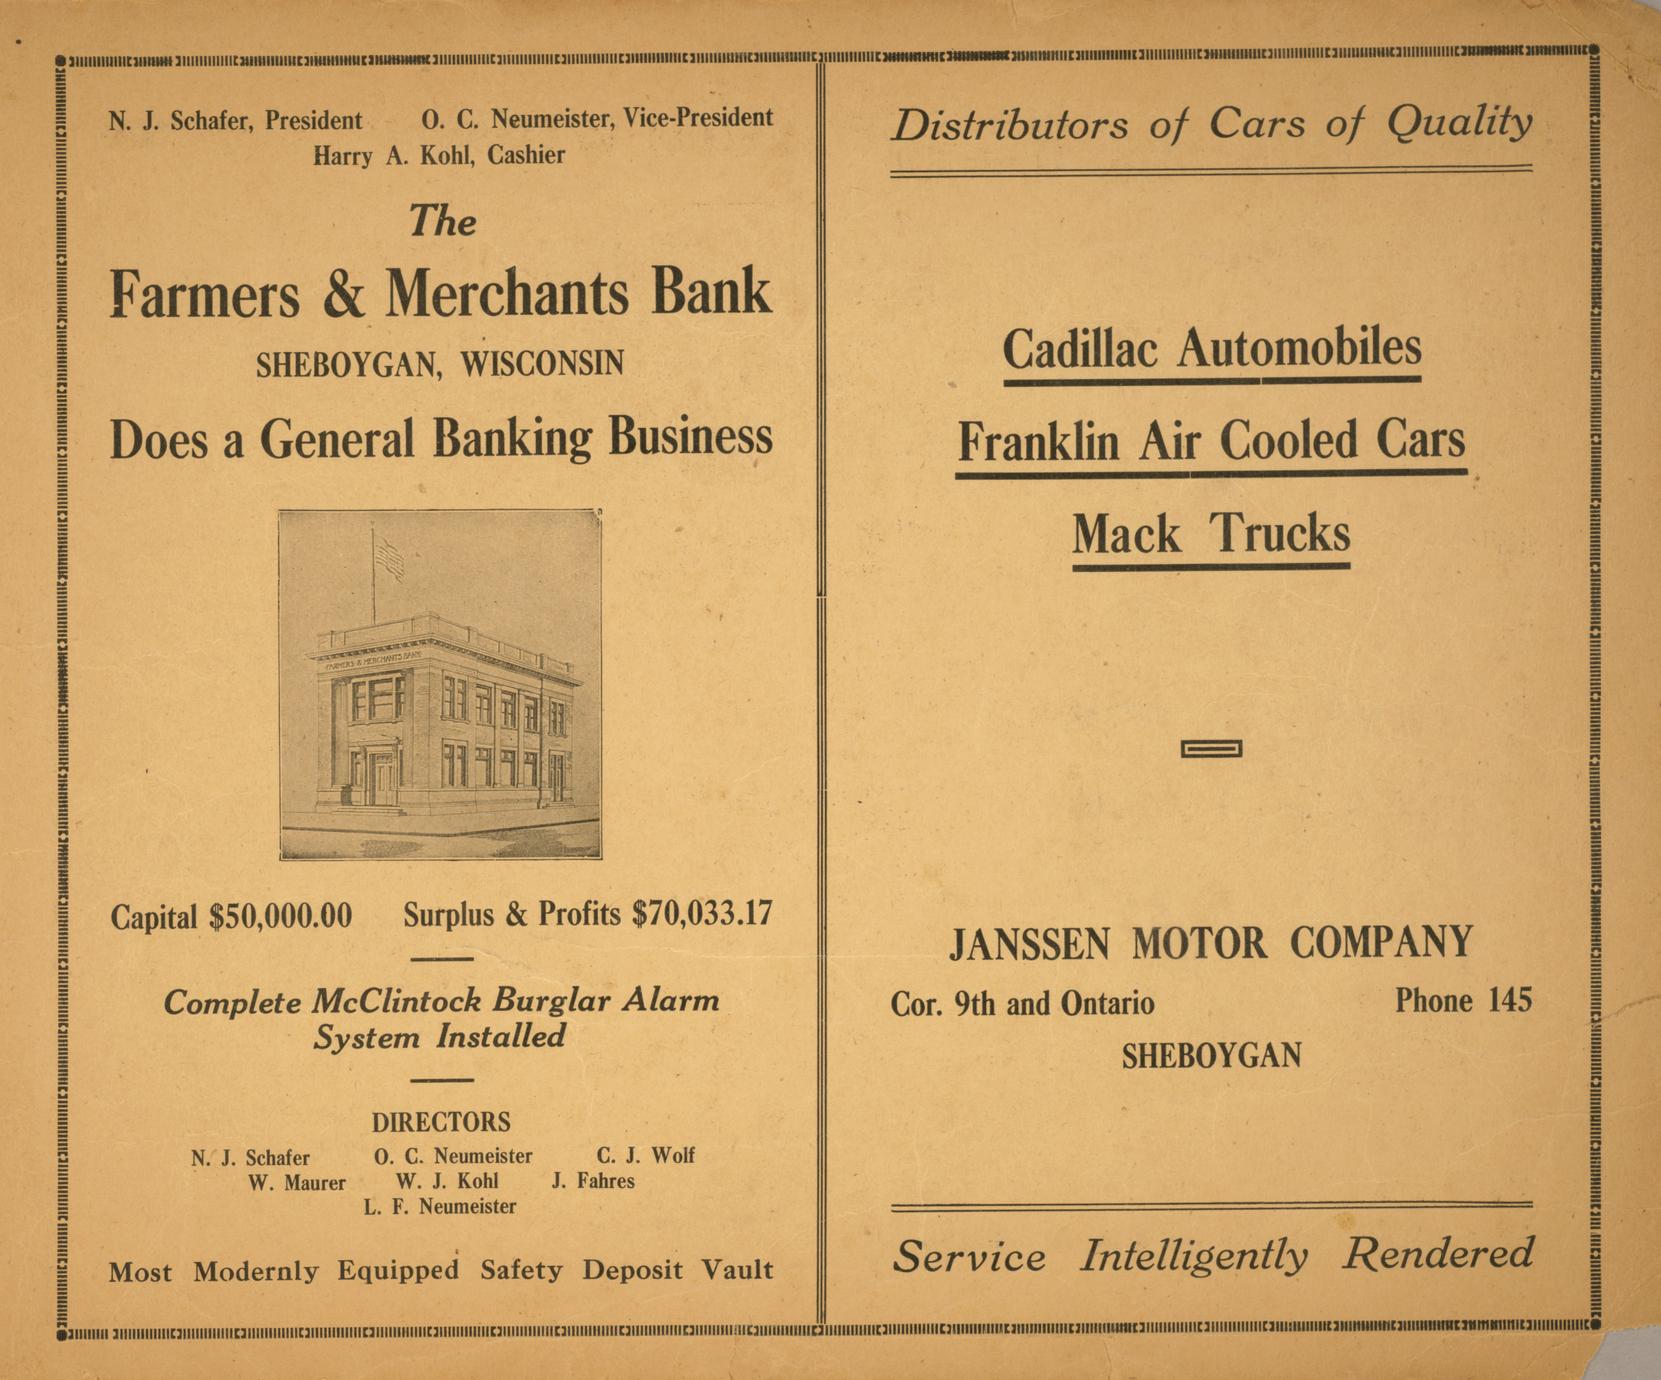 N. J. Schafer, President O. C. Neumeister, Vice-President
Harry A. Kohl, Cashier
The
Farmers & Merchants Bank
SHEBOYGAN, WISCONSIN
Does a General Banking Business
FARMERS & MERCHANTS BANK
Capital $50,000.00 Surplus & Profits $70,033.17
Complete McClintock Burglar Alarm
System Installed
DIRECTORS
N. J. Schafer O. C. Neumeister C. J. Wolf
W. Maurer W. J. Kohl J. Fahres
L. F. Neumeister
Most Modernly Equipped Safety Deposit Vault
Distributors of Cars of Quality
Cadillac Automobiles
Franklin Air Cooled Cars
Mack Trucks
JANSSEN MOTOR COMPANY
Cor. 9th and Ontario Phone 145
SHEBOYGAN
Service Intelligently Rendered